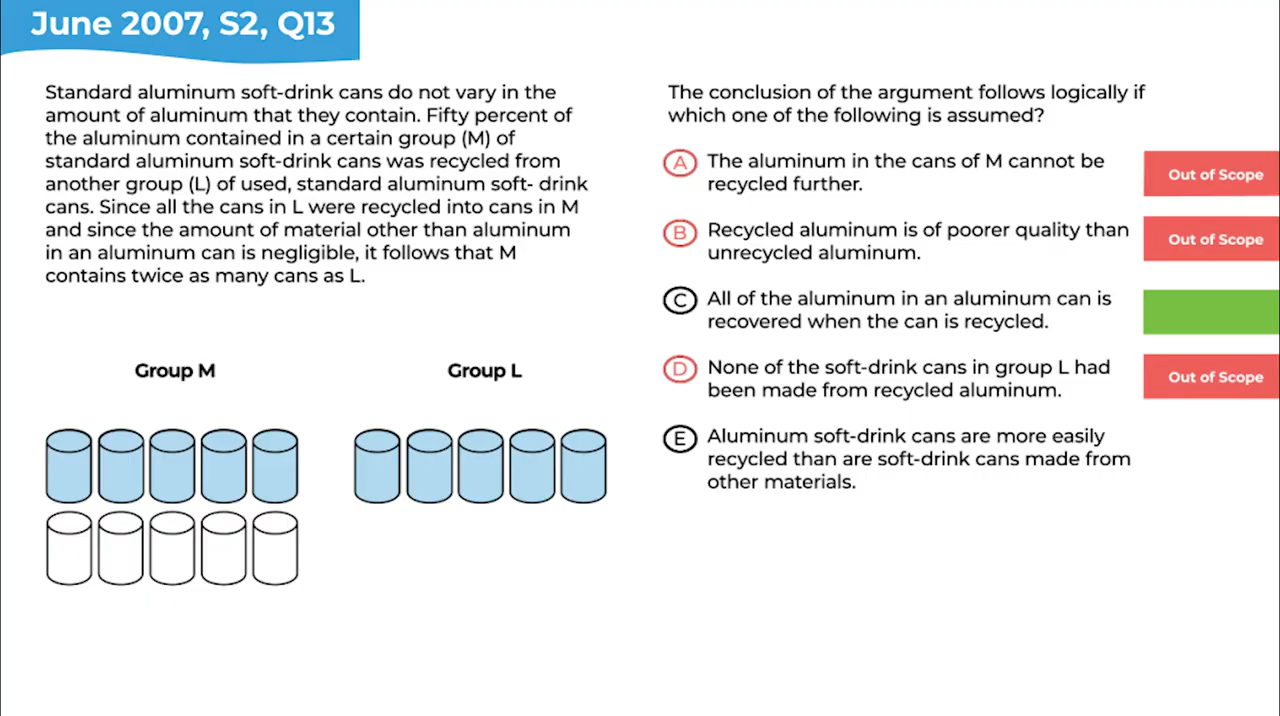 June 2007, S2, Q13
Standard aluminum soft-drink cans do not vary in the
amount of aluminum that they contain. Fifty percent of
the aluminum contained in a certain group (M) of
standard aluminum soft-drink cans was recycled from
another group (L) of used, standard aluminum soft- drink
cans. Since all the cans in L were recycled into cans in M
and since the amount of material other than aluminum
in an aluminum can is negligible, it follows that M
contains twice as many cans as L.
Group M
Group L
The conclusion of the argument follows logically if
which one of the following is assumed?
A The aluminum in the cans of M cannot be
recycled further.
Out of Scope
B Recycled aluminum is of poorer quality than
unrecycled aluminum.
Out of Scope
C All of the aluminum in an aluminum can is
recovered when the can is recycled.
D None of the soft-drink cans in group L had
been made from recycled aluminum.
Out of Scope
E Aluminum soft-drink cans are more easily
recycled than are soft-drink cans made from
other materials.